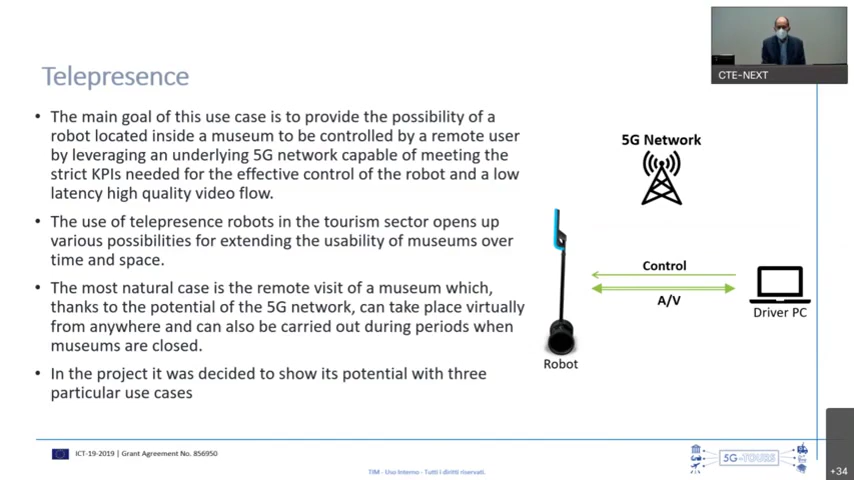 CTE-NEXT
Telepresence
• The main goal of this use case is to provide the possibility of a
robot located inside a museum to be controlled by a remote user
by leveraging an underlying 5G network capable of meeting the
strict KPIs needed for the effective control of the robot and a low
latency high quality video flow.
• The use of telepresence robots in the tourism sector opens up
various possibilities for extending the usability of museums over
time and space.
• The most natural case is the remote visit of a museum which,
thanks to the potential of the 5G network, can take place virtually
from anywhere and can also be carried out during periods when
museums are closed.
• In the project it was decided to show its potential with three
particular use cases
5G Network
Control
A/V
Driver PC
Robot
ICT-19-2019 | Grant Agreement No. 856950
5G-TOURS
TIM - Uso Interno - Tutti i diritti riservati.
+34